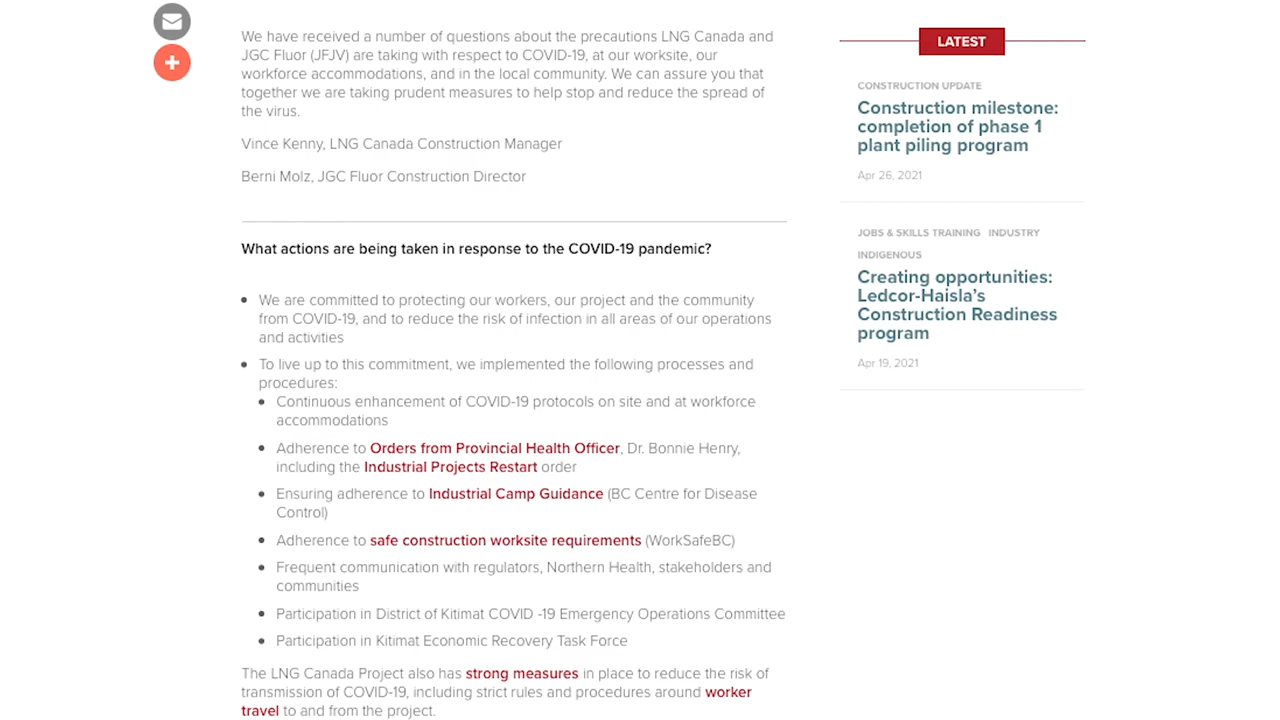 We have received a number of questions about the precautions LNG Canada and
JGC Fluor (JFJV) are taking with respect to COVID-19, at our worksite, our
workforce accommodations, and in the local community. We can assure you that
together we are taking prudent measures to help stop and reduce the spread of
the virus.
Vince Kenny, LNG Canada Construction Manager
Berni Molz, JGC Fluor Construction Director
What actions are being taken in response to the COVID-19 pandemic?
We are committed to protecting our workers, our project and the community
from COVID-19, and to reduce the risk of infection in all areas of our operations
and activities
To live up to this commitment, we implemented the following processes and
procedures:
Continuous enhancement of COVID-19 protocols on site and at workforce
accommodations
Adherence to Orders from Provincial Health Officer, Dr. Bonnie Henry,
including the Industrial Projects Restart order
Ensuring adherence to Industrial Camp Guidance (BC Centre for Disease
Control)
Adherence to safe construction worksite requirements (WorkSafeBC)
Frequent communication with regulators, Northern Health, stakeholders and
communities
Participation in District of Kitimat COVID -19 Emergency Operations Committee
Participation in Kitimat Economic Recovery Task Force
The LNG Canada Project also has strong measures in place to reduce the risk of
transmission of COVID-19, including strict rules and procedures around worker
travel to and from the project.
LATEST
CONSTRUCTION UPDATE
Construction milestone:
completion of phase 1
plant piling program
Apr 26, 2021
JOBS & SKILLS TRAINING INDUSTRY
INDIGENOUS
Creating opportunities:
Ledcor-Haisla's
Construction Readiness
program
Apr 19, 2021